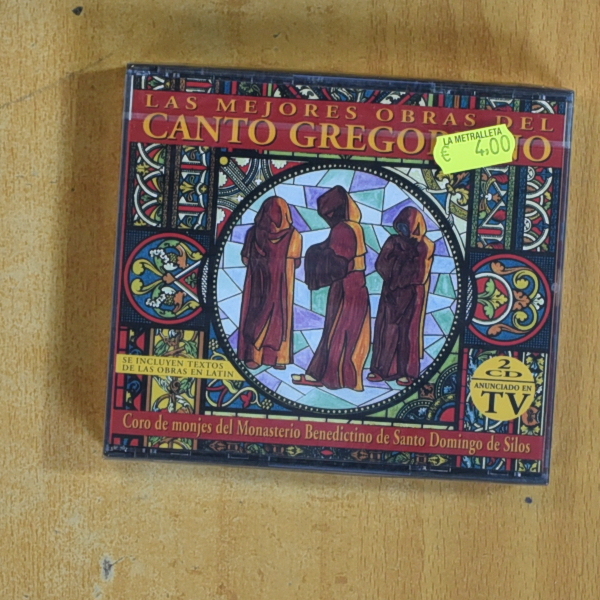 LAS MEJORES OBRAS DEL
CANTO GREGORIANO
LA METRALLETA
€ 4,00
SE INCLUYEN TEXTOS
DE LAS OBRAS EN LATIN
2
CD
ANUNCIADO EN
TV
Coro de monjes del Monasterio Benedictino de Santo Domingo de Silos